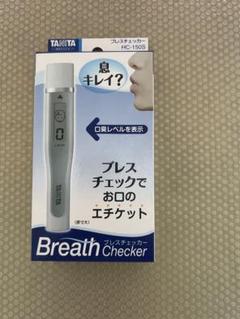 TANITA
ブレスチェッカー
HC-150S
息
キレイ?
0
口臭レベルを表示
ブレス
チェックで
お口の
エチケット
TANITA
Breath Checker
ブレスチェッカー